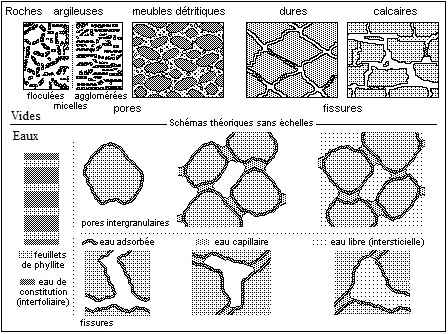 Roches argileuses meubles détritiques dures calcaires
floculées agglomérées
micelles
pores fissures
Vides
Schémas théoriques sans échelles
Eaux
pores intergranulaires
eau adsorbée eau capillaire eau libre (intersticielle)
feuillets
de phyllite
eau de
constitution
(interfoliaire)
fissures